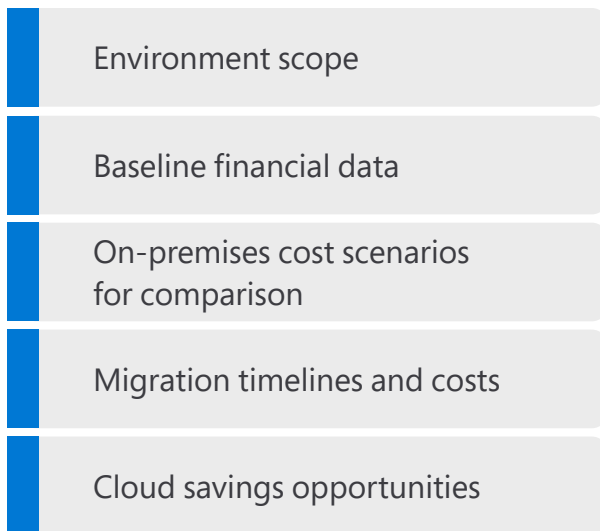 Environment scope
Baseline financial data
On-premises cost scenarios
for comparison
Migration timelines and costs
Cloud savings opportunities